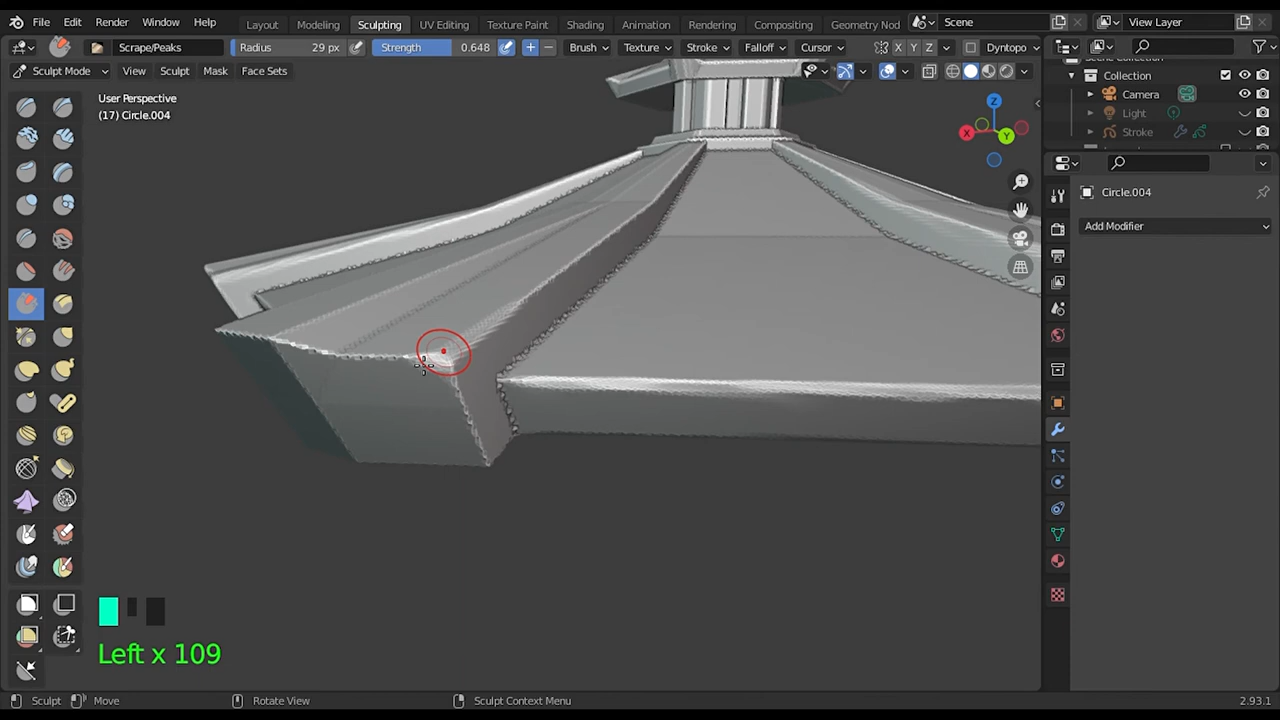 File Edit Render Window Help Layout Modeling Sculpting UV Editing Texture Paint Shading Animation Rendering Compositing Geometry Nod Scene View Layer
Scrape/Peaks Radius 29 px Strength 0.648 Brush Texture Stroke Falloff Cursor X Y Z Dyntopo
Sculpt Mode View Sculpt Mask Face Sets
Collection
Camera
Light
Stroke
User Perspective
(17) Circle.004
X Y Z
Circle.004
Add Modifier
Left x 109
Sculpt Move Rotate View Sculpt Context Menu 2.93.1